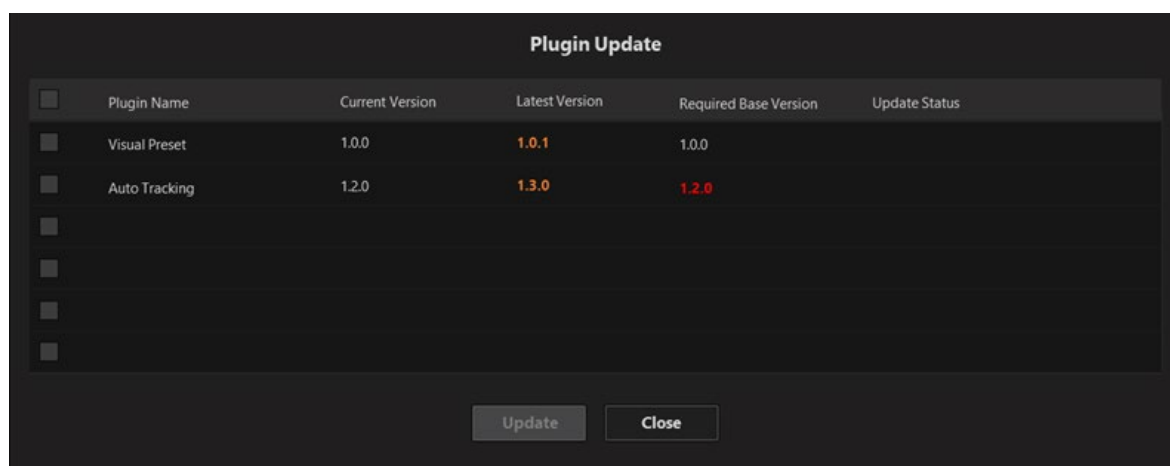 Plugin Update
Plugin Name Current Version Latest Version Required Base Version Update Status
Visual Preset 1.0.0 1.0.1 1.0.0
Auto Tracking 1.2.0 1.3.0 1.2.0
Update Close